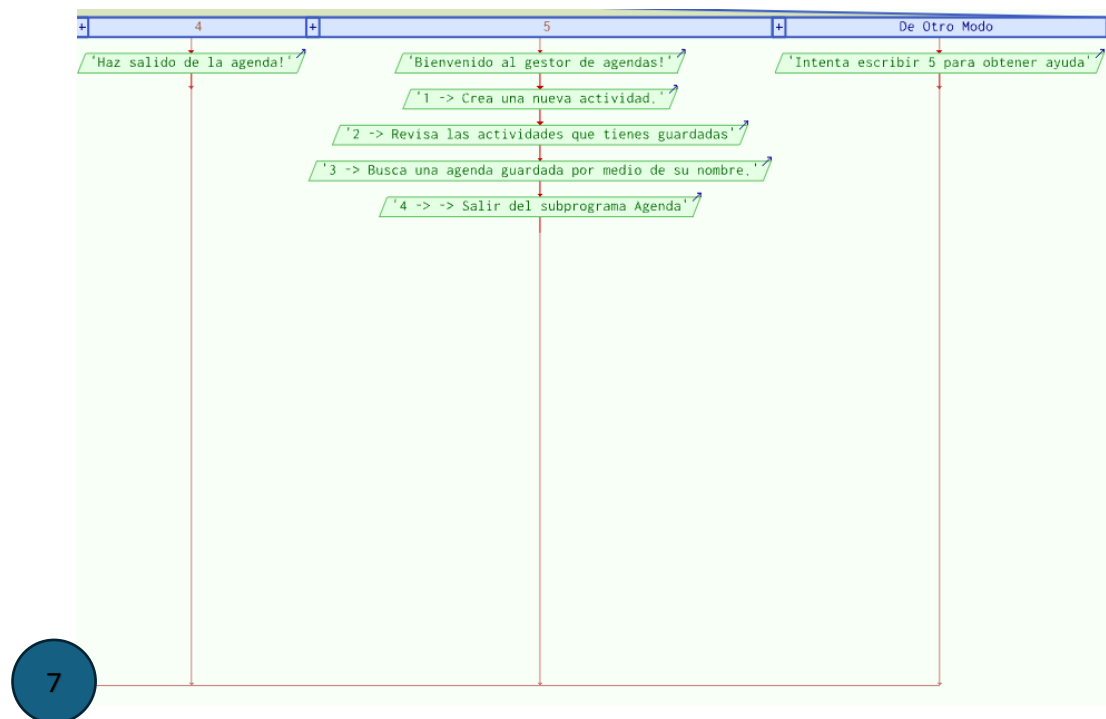 + 4 + 5 + De Otro Modo
'Haz salido de la agenda!' 'Bienvenido al gestor de agendas!' 'Intenta escribir 5 para obtener ayuda'
'1 -> Crea una nueva actividad.'
'2 -> Revisa las actividades que tienes guardadas'
'3 -> Busca una agenda guardada por medio de su nombre.'
'4 -> -> Salir del subprograma Agenda'
7